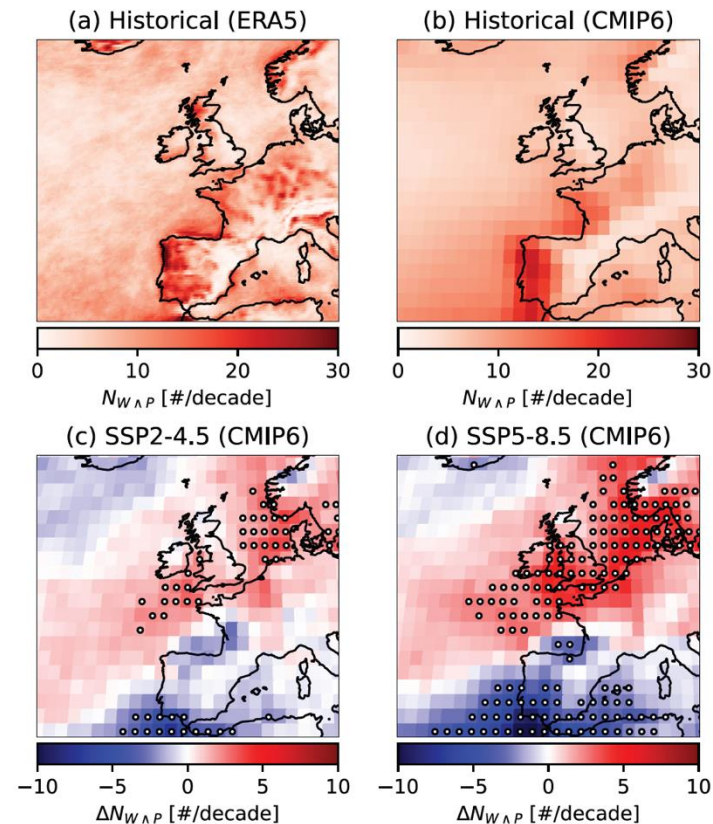 (a) Historical (ERA5)
(b) Historical (CMIP6)
0 10 20 30
0 10 20 30
N_{W∧P} [#/decade]
N_{W∧P} [#/decade]
(c) SSP2-4.5 (CMIP6)
(d) SSP5-8.5 (CMIP6)
−10 −5 0 5 10
−10 −5 0 5 10
ΔN_{W∧P} [#/decade]
ΔN_{W∧P} [#/decade]